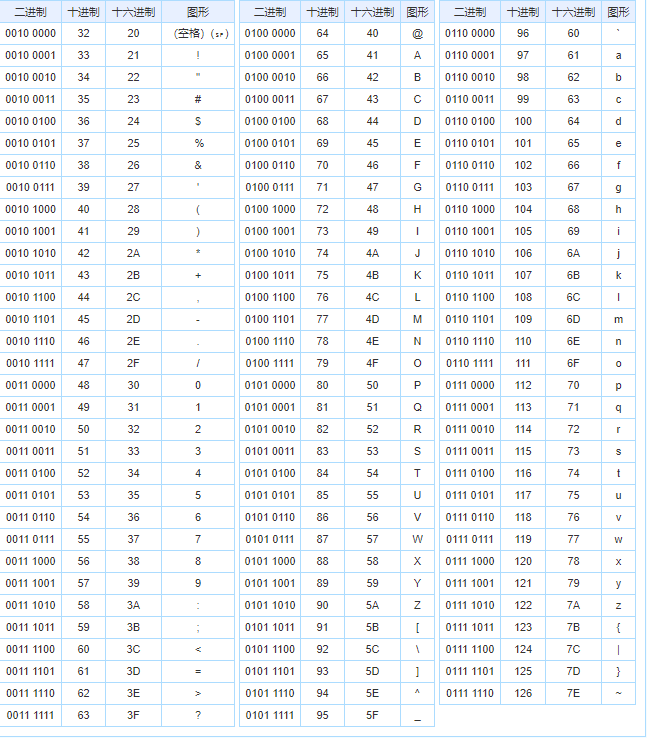 二进制 十进制 十六进制 图形 二进制 十进制 十六进制 图形 二进制 十进制 十六进制 图形
0010 0000 32 20 (空格)(␠) 0100 0000 64 40 @ 0110 0000 96 60 `
0010 0001 33 21 ! 0100 0001 65 41 A 0110 0001 97 61 a
0010 0010 34 22 " 0100 0010 66 42 B 0110 0010 98 62 b
0010 0011 35 23 # 0100 0011 67 43 C 0110 0011 99 63 c
0010 0100 36 24 $ 0100 0100 68 44 D 0110 0100 100 64 d
0010 0101 37 25 % 0100 0101 69 45 E 0110 0101 101 65 e
0010 0110 38 26 & 0100 0110 70 46 F 0110 0110 102 66 f
0010 0111 39 27 ' 0100 0111 71 47 G 0110 0111 103 67 g
0010 1000 40 28 ( 0100 1000 72 48 H 0110 1000 104 68 h
0010 1001 41 29 ) 0100 1001 73 49 I 0110 1001 105 69 i
0010 1010 42 2A * 0100 1010 74 4A J 0110 1010 106 6A j
0010 1011 43 2B + 0100 1011 75 4B K 0110 1011 107 6B k
0010 1100 44 2C , 0100 1100 76 4C L 0110 1100 108 6C l
0010 1101 45 2D - 0100 1101 77 4D M 0110 1101 109 6D m
0010 1110 46 2E . 0100 1110 78 4E N 0110 1110 110 6E n
0010 1111 47 2F / 0100 1111 79 4F O 0110 1111 111 6F o
0011 0000 48 30 0 0101 0000 80 50 P 0111 0000 112 70 p
0011 0001 49 31 1 0101 0001 81 51 Q 0111 0001 113 71 q
0011 0010 50 32 2 0101 0010 82 52 R 0111 0010 114 72 r
0011 0011 51 33 3 0101 0011 83 53 S 0111 0011 115 73 s
0011 0100 52 34 4 0101 0100 84 54 T 0111 0100 116 74 t
0011 0101 53 35 5 0101 0101 85 55 U 0111 0101 117 75 u
0011 0110 54 36 6 0101 0110 86 56 V 0111 0110 118 76 v
0011 0111 55 37 7 0101 0111 87 57 W 0111 0111 119 77 w
0011 1000 56 38 8 0101 1000 88 58 X 0111 1000 120 78 x
0011 1001 57 39 9 0101 1001 89 59 Y 0111 1001 121 79 y
0011 1010 58 3A : 0101 1010 90 5A Z 0111 1010 122 7A z
0011 1011 59 3B ; 0101 1011 91 5B [ 0111 1011 123 7B {
0011 1100 60 3C < 0101 1100 92 5C \ 0111 1100 124 7C |
0011 1101 61 3D = 0101 1101 93 5D ] 0111 1101 125 7D }
0011 1110 62 3E > 0101 1110 94 5E ^ 0111 1110 126 7E ~
0011 1111 63 3F ? 0101 1111 95 5F _